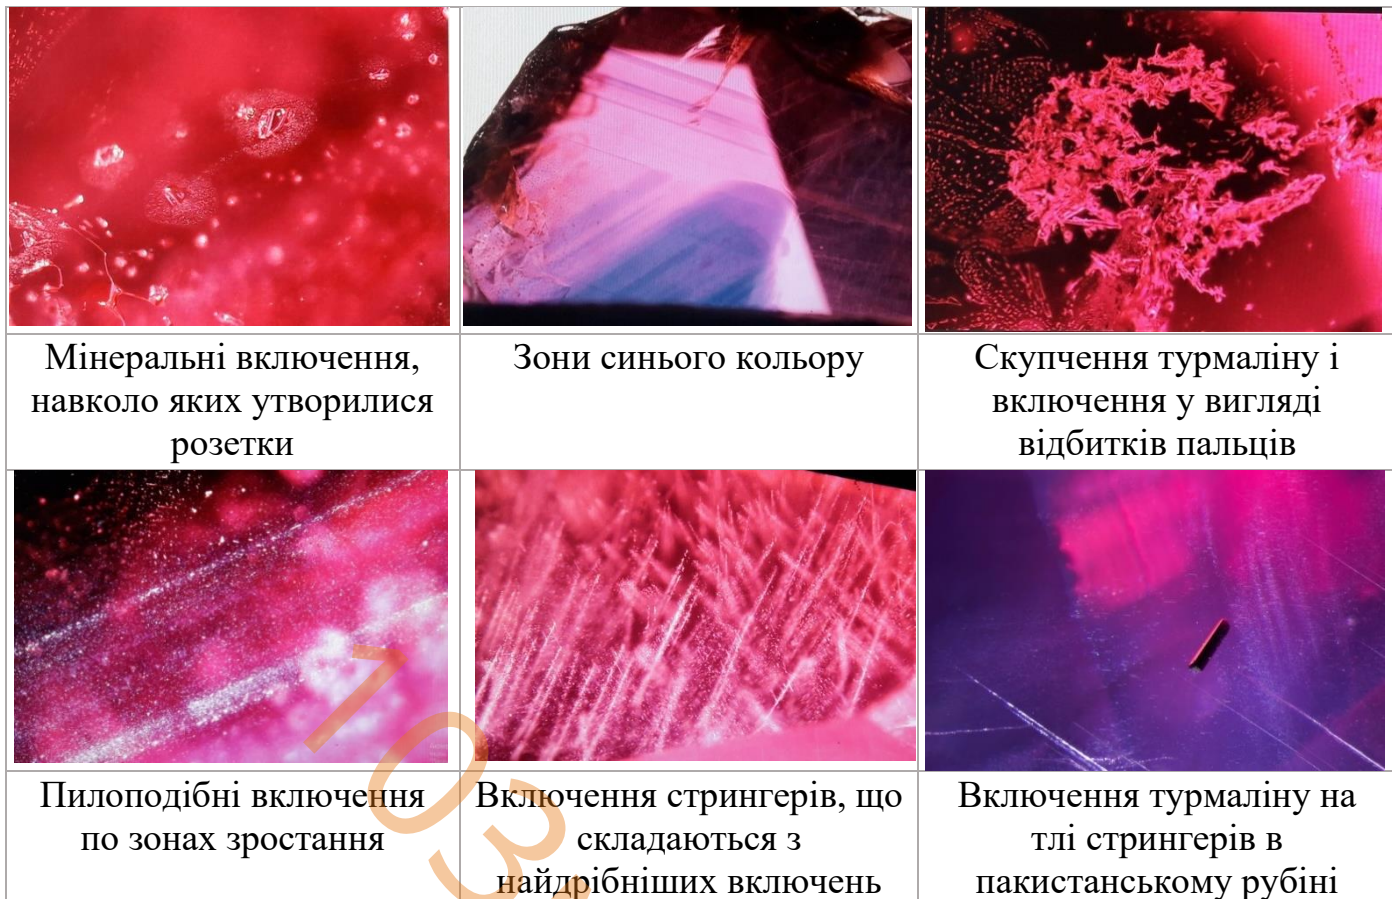 Мінеральні включення,
навколо яких утворилися
розетки
Зони синього кольору
Скупчення турмаліну і
включення у вигляді
відбитків пальців
Пилоподібні включення
по зонах зростання
Включення стрингерів, що
складаються з
найдрібніших включень
Включення турмаліну на
тлі стрингерів в
пакистанському рубіні
103